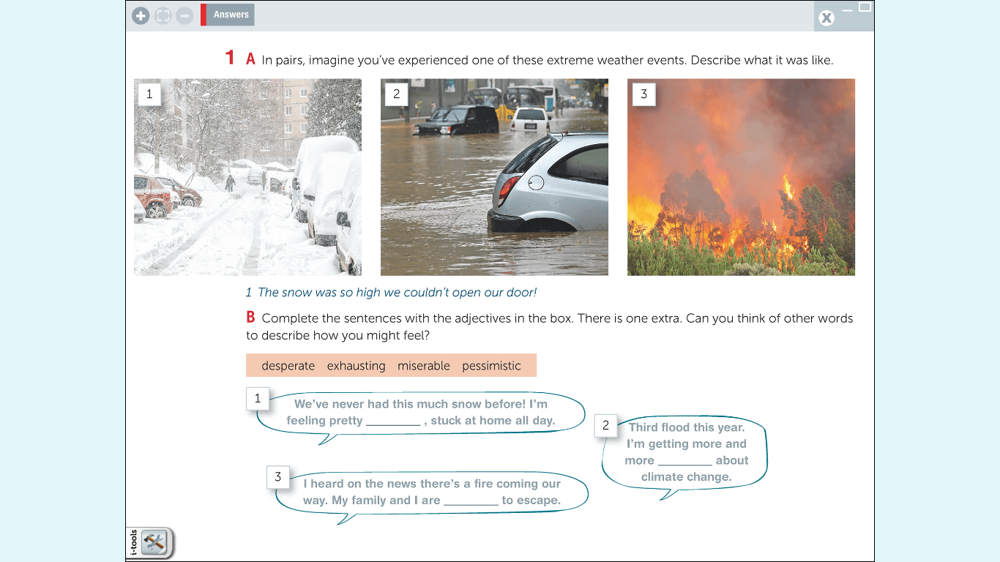 Answers
X
1 A In pairs, imagine you've experienced one of these extreme weather events. Describe what it was like.
1
2
3
1 The snow was so high we couldn't open our door!
B Complete the sentences with the adjectives in the box. There is one extra. Can you think of other words
to describe how you might feel?
desperate exhausting miserable pessimistic
1
We've never had this much snow before! I'm
feeling pretty _________ , stuck at home all day.
2
Third flood this year.
I'm getting more and
more _________ about
climate change.
3
I heard on the news there's a fire coming our
way. My family and I are _________ to escape.
i-tools